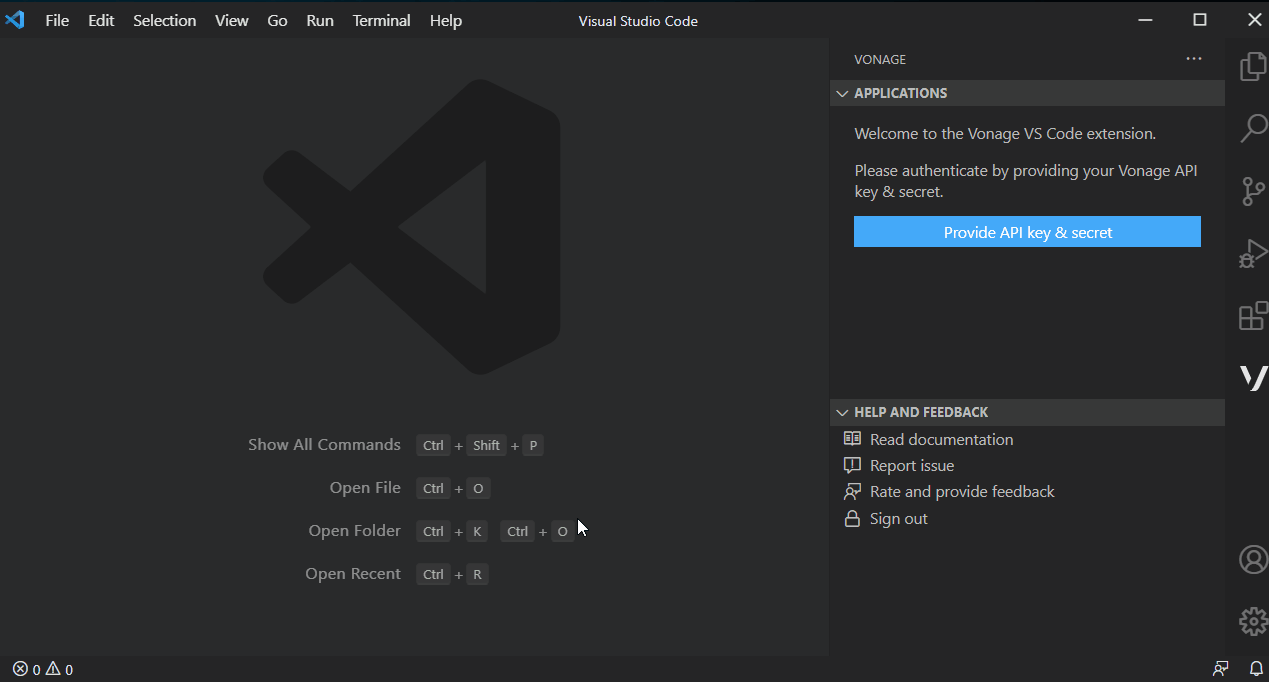 File Edit Selection View Go Run Terminal Help Visual Studio Code
Show All Commands Ctrl + Shift + P
Open File Ctrl + O
Open Folder Ctrl + K Ctrl + O
Open Recent Ctrl + R
VONAGE
APPLICATIONS
Welcome to the Vonage VS Code extension.
Please authenticate by providing your Vonage API
key & secret.
Provide API key & secret
HELP AND FEEDBACK
Read documentation
Report issue
Rate and provide feedback
Sign out
0 0